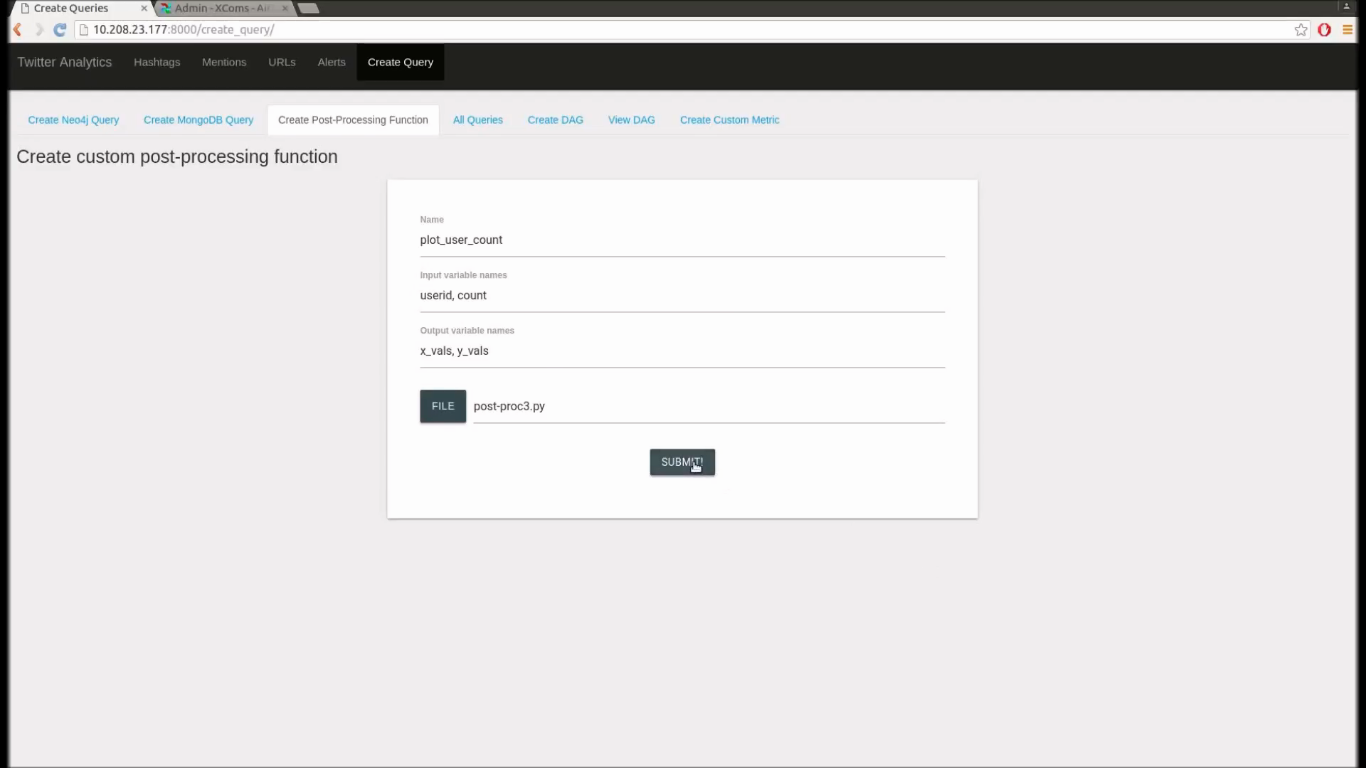 Create Queries
Admin - XComs - Ai
10.208.23.177:8000/create_query/
Twitter Analytics Hashtags Mentions URLs Alerts Create Query
Create Neo4j Query Create MongoDB Query Create Post-Processing Function All Queries Create DAG View DAG Create Custom Metric
Create custom post-processing function
Name
plot_user_count
Input variable names
userid, count
Output variable names
x_vals, y_vals
FILE post-proc3.py
SUBMIT!